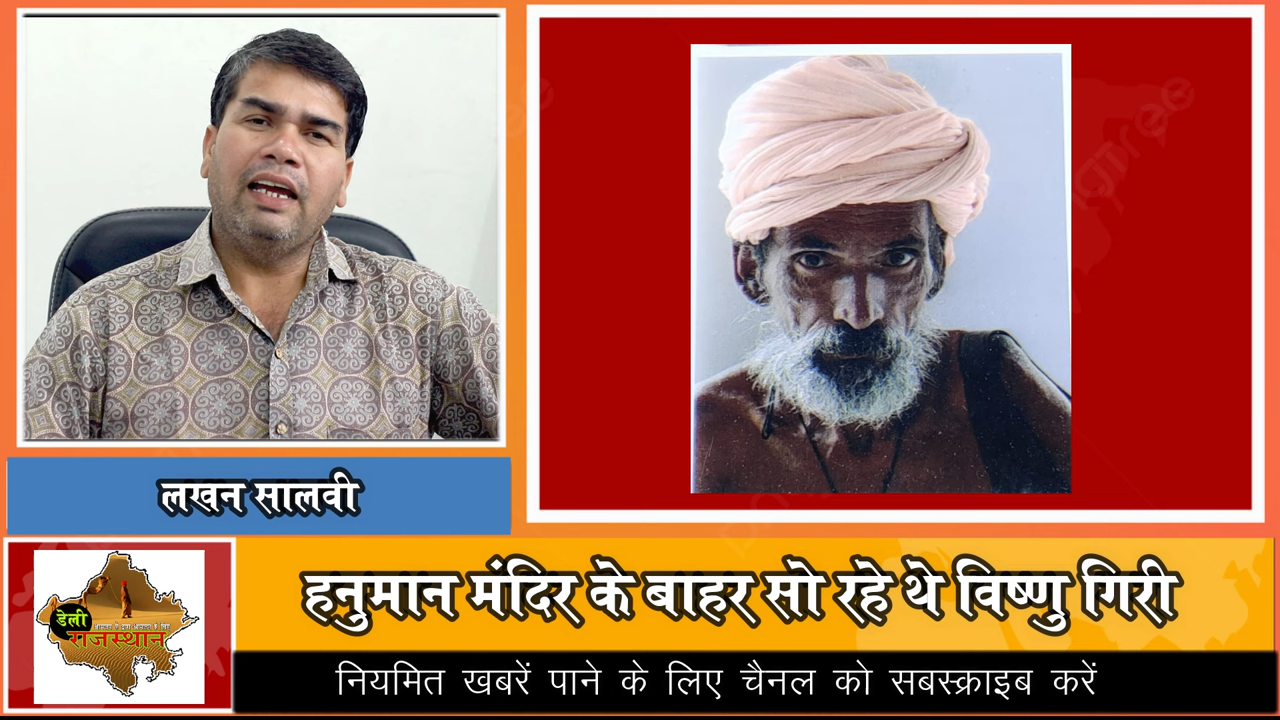 लखन सालवी
हनुमान मंदिर के बाहर सो रहे थे विष्णु गिरी
डेली
राजस्थान
नियमित खबरें पाने के लिए चैनल को सबस्क्राइब करें